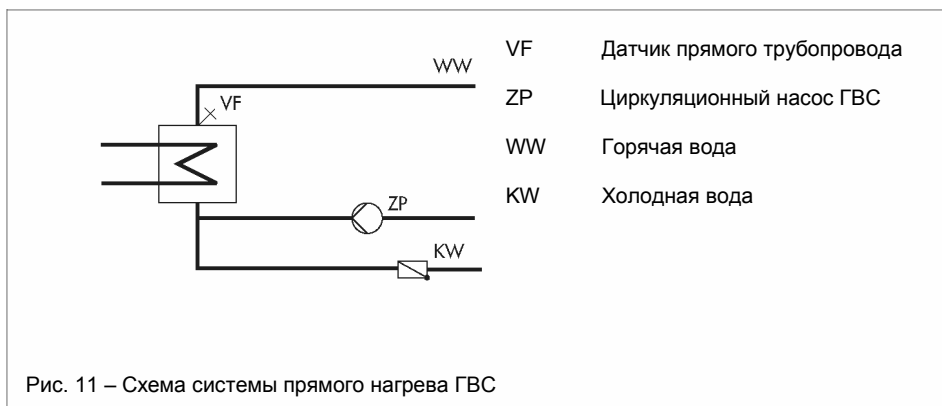 WW
VF
ZP
KW
VF Датчик прямого трубопровода
ZP Циркуляционный насос ГВС
WW Горячая вода
KW Холодная вода
Рис. 11 – Схема системы прямого нагрева ГВС